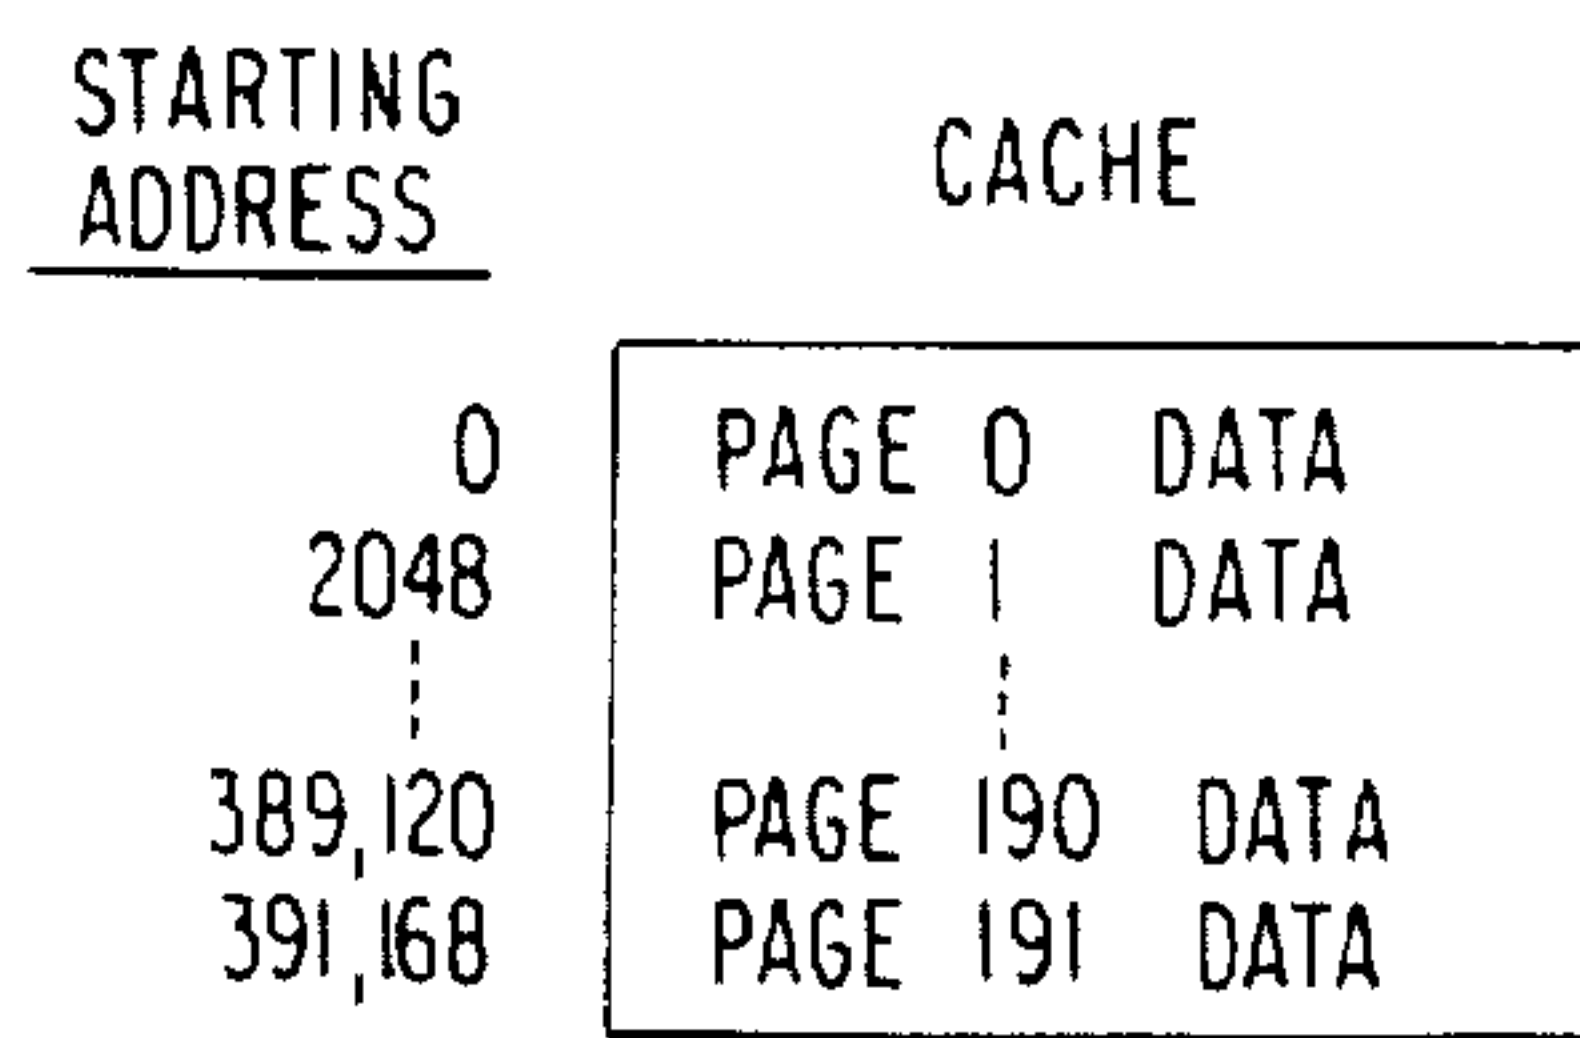 STARTING
ADDRESS
CACHE
0 PAGE 0 DATA
2048 PAGE 1 DATA
389,120 PAGE 190 DATA
391,168 PAGE 191 DATA